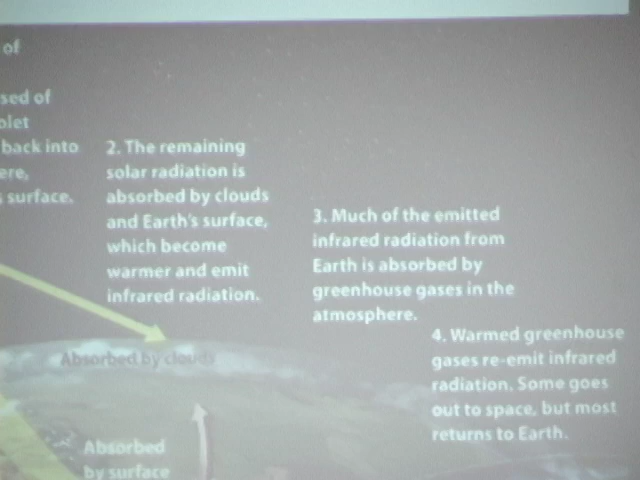 of
sed of
olet
back into
ere,
surface.
2. The remaining
solar radiation is
absorbed by clouds
and Earth's surface,
which become
warmer and emit
infrared radiation.
3. Much of the emitted
infrared radiation from
Earth is absorbed by
greenhouse gases in the
atmosphere.
4. Warmed greenhouse
gases re-emit infrared
radiation. Some goes
out to space, but most
returns to Earth.
Absorbed by clouds
Absorbed
by surface